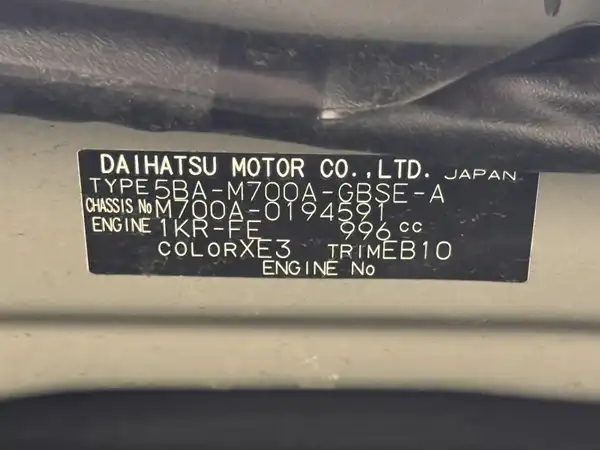 DAIHATSU MOTOR CO.,LTD. JAPAN
TYPE 5BA-M700A-GBSE-A
CHASSIS No M700A-0194591
ENGINE 1KR-FE 996 cc
COLOR XE3 TRIM EB10
ENGINE No